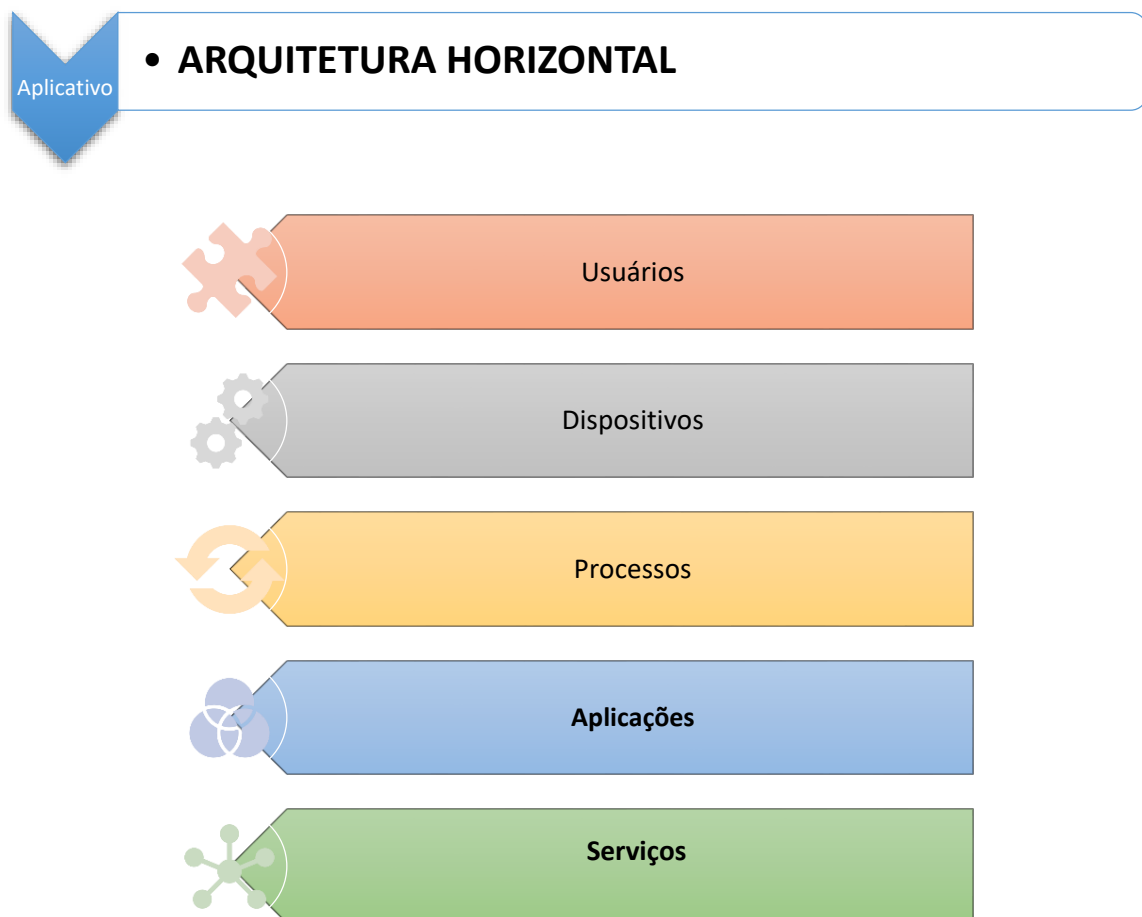 Aplicativo
• ARQUITETURA HORIZONTAL
Usuários
Dispositivos
Processos
Aplicações
Serviços